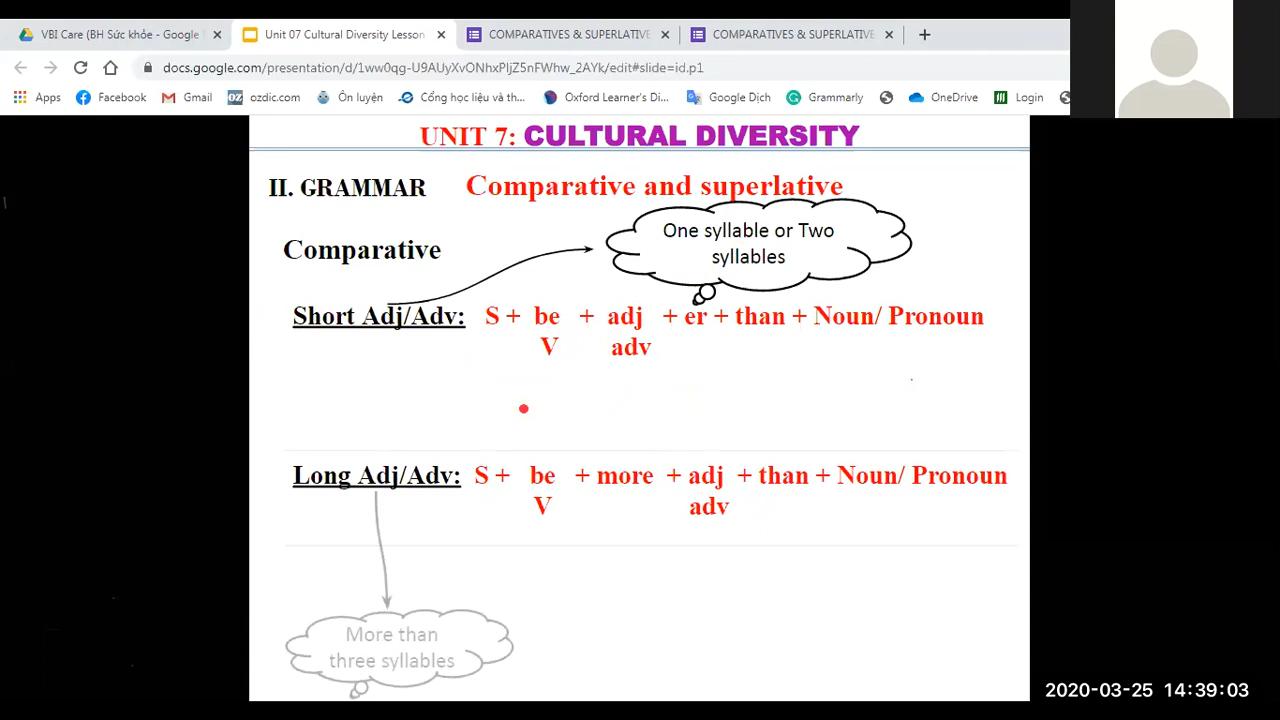 VBI Care (BH Sức khỏe - Google
Unit 07 Cultural Diversity Lesson
COMPARATIVES & SUPERLATIVE
COMPARATIVES & SUPERLATIVE
docs.google.com/presentation/d/1ww0qg-U9AUyXvONhxPljZ5nFWhw_2AYk/edit#slide=id.p1
Apps Facebook Gmail ozdic.com Ôn luyện Cổng học liệu và th... Oxford Learner's Di... Google Dịch Grammarly OneDrive Login
UNIT 7: CULTURAL DIVERSITY
II. GRAMMAR Comparative and superlative
One syllable or Two
syllables
Comparative
Short Adj/Adv: S + be + adj + er + than + Noun/ Pronoun
V adv
Long Adj/Adv: S + be + more + adj + than + Noun/ Pronoun
V adv
More than
three syllables
2020-03-25 14:39:03